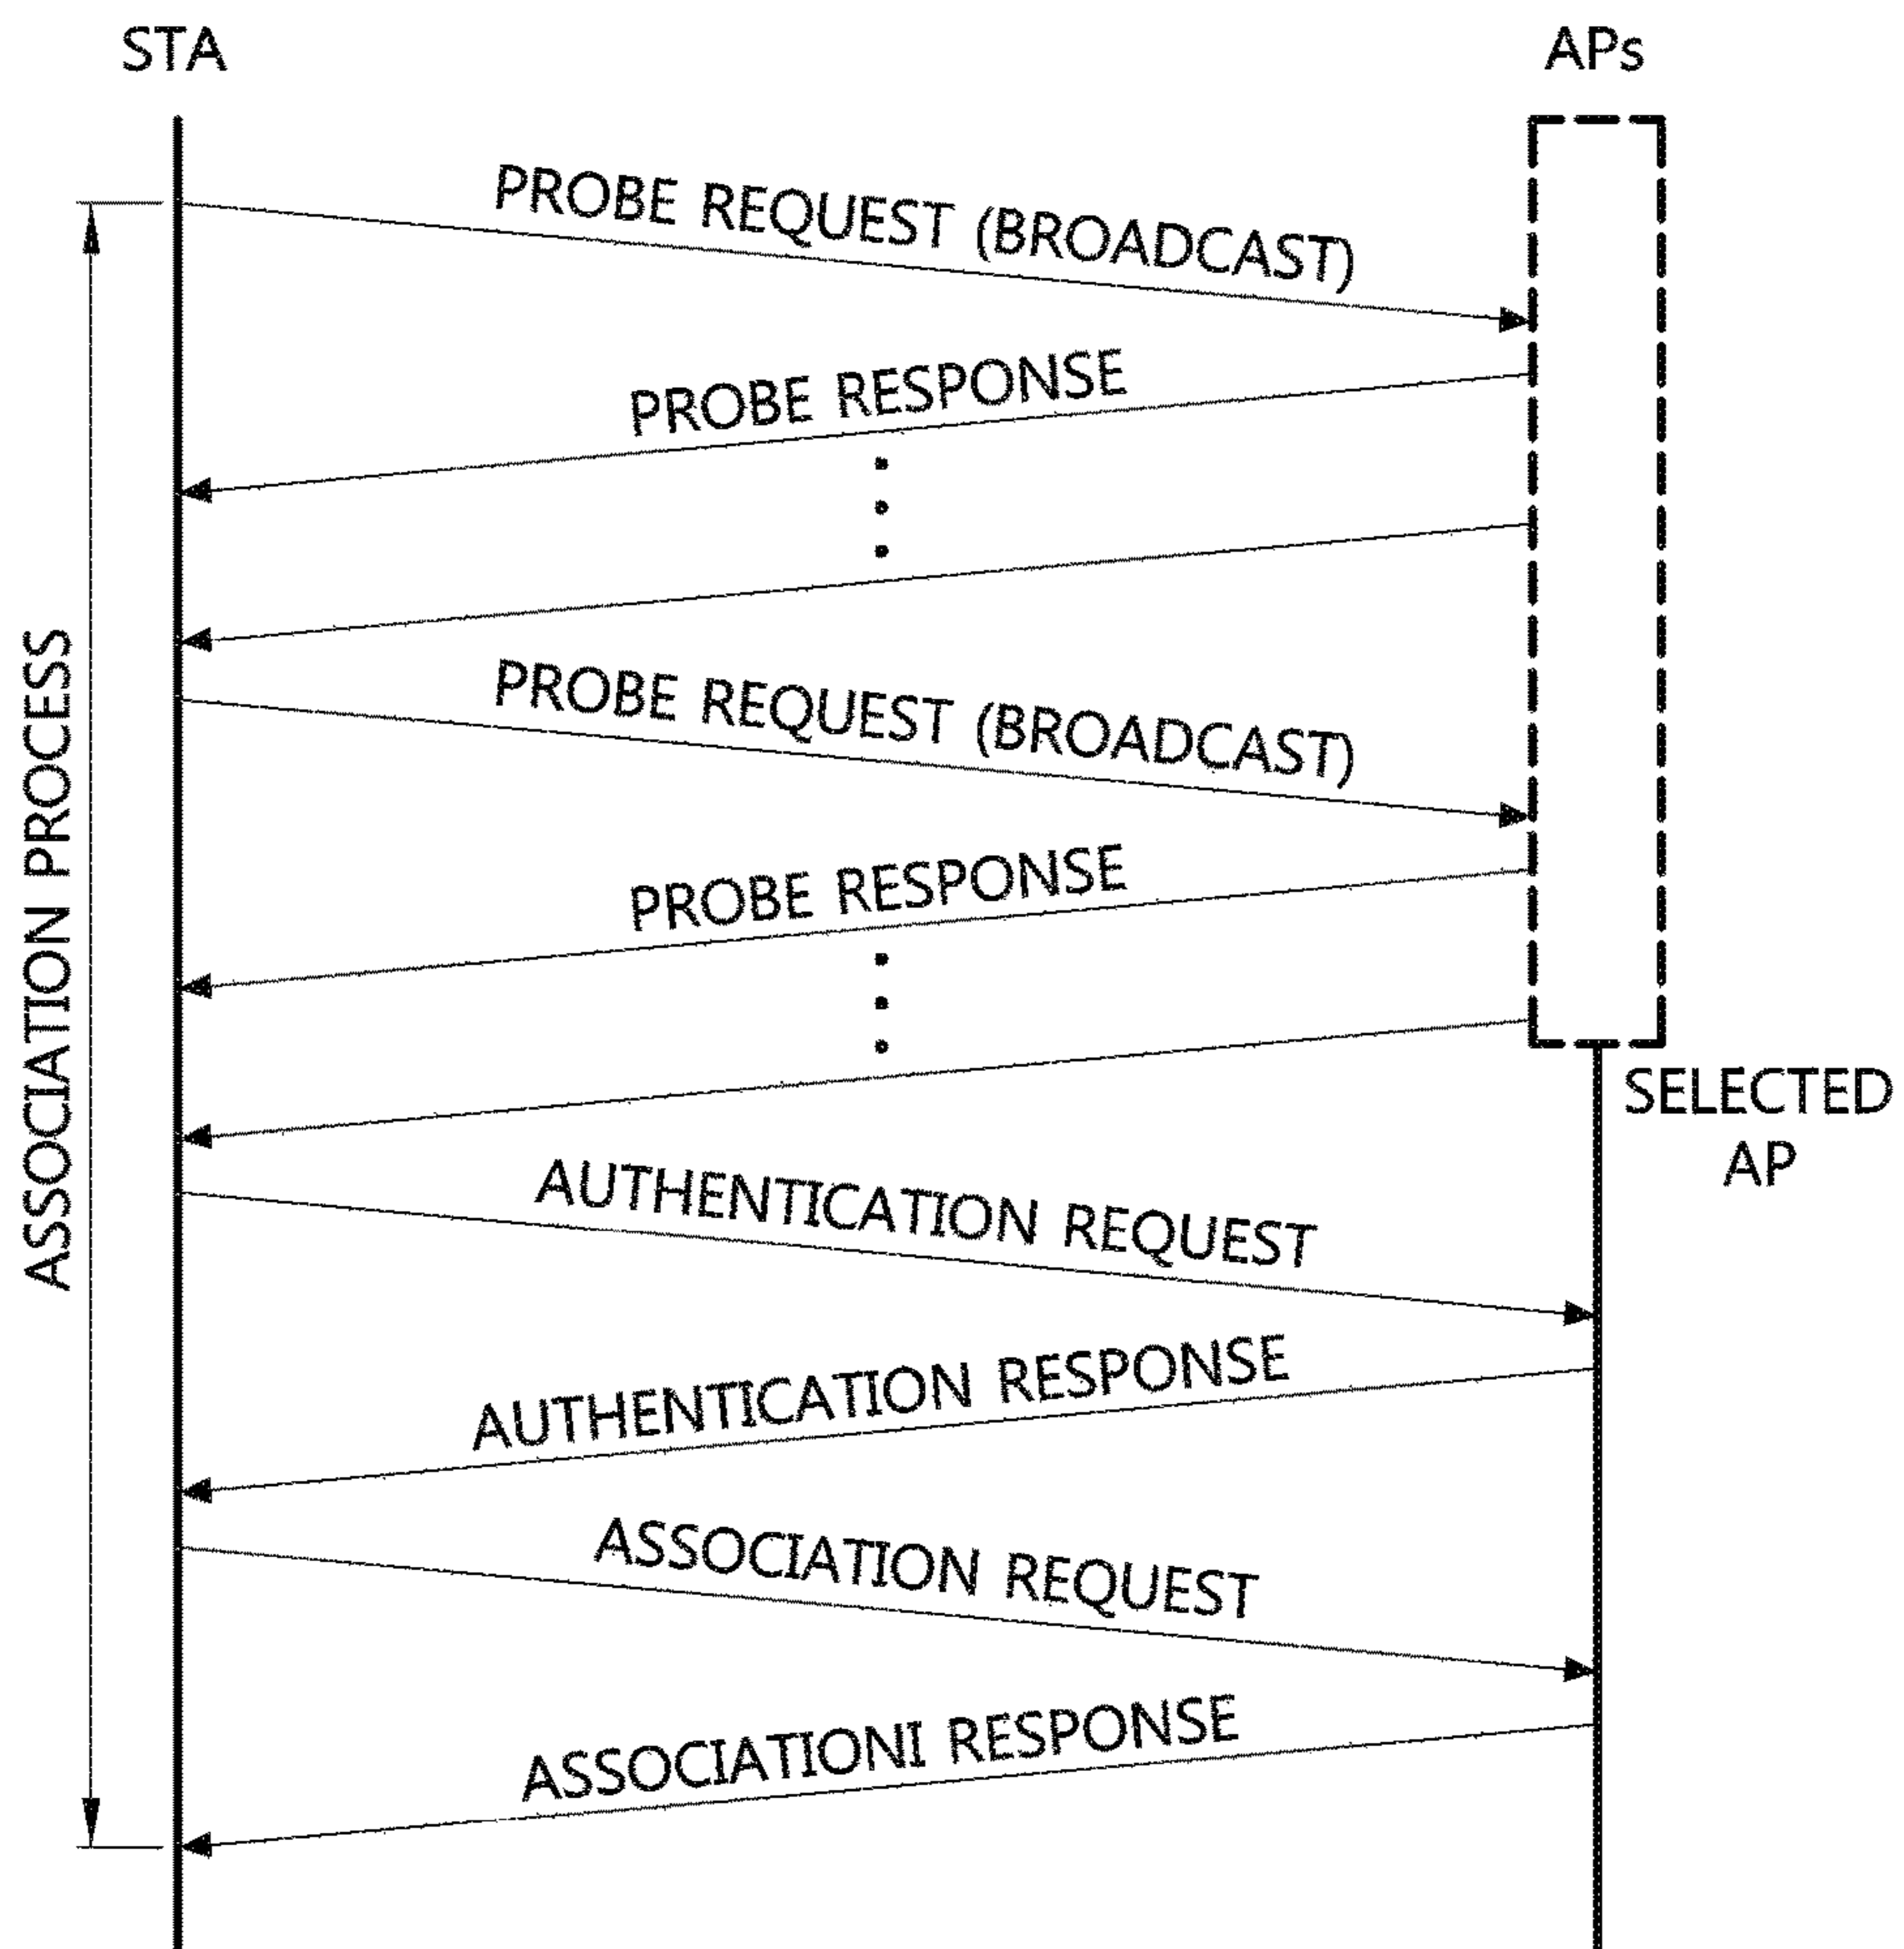 STA
APs
PROBE REQUEST (BROADCAST)
PROBE RESPONSE
PROBE REQUEST (BROADCAST)
PROBE RESPONSE
ASSOCIATION PROCESS
SELECTED
AP
AUTHENTICATION REQUEST
AUTHENTICATION RESPONSE
ASSOCIATION REQUEST
ASSOCIATIONI RESPONSE